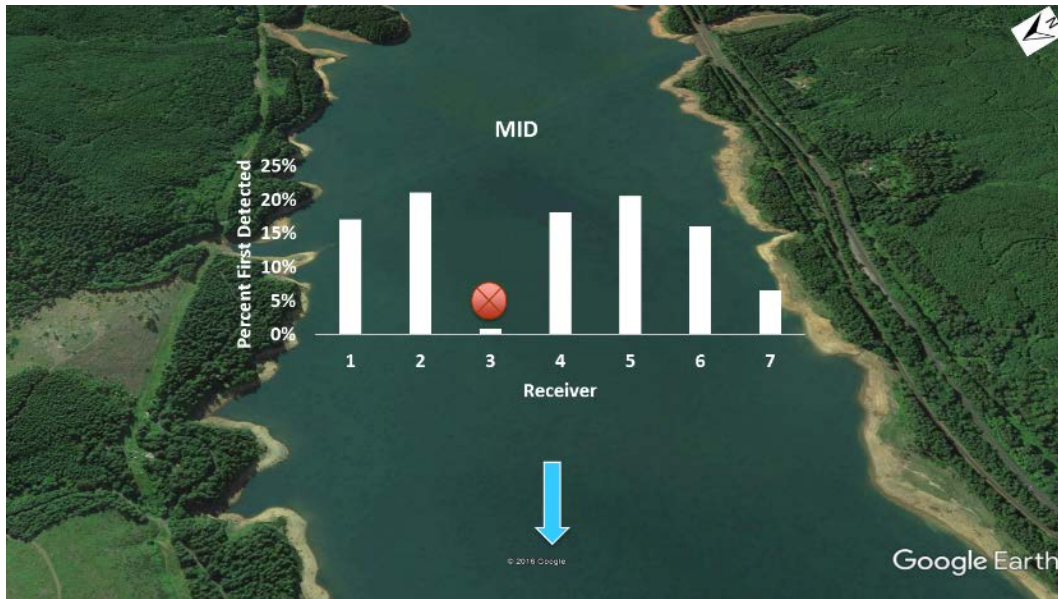 N
MID
Percent First Detected
25%
20%
15%
10%
5%
0%
1 2 3 4 5 6 7
Receiver
© 2016 Google
Google Earth